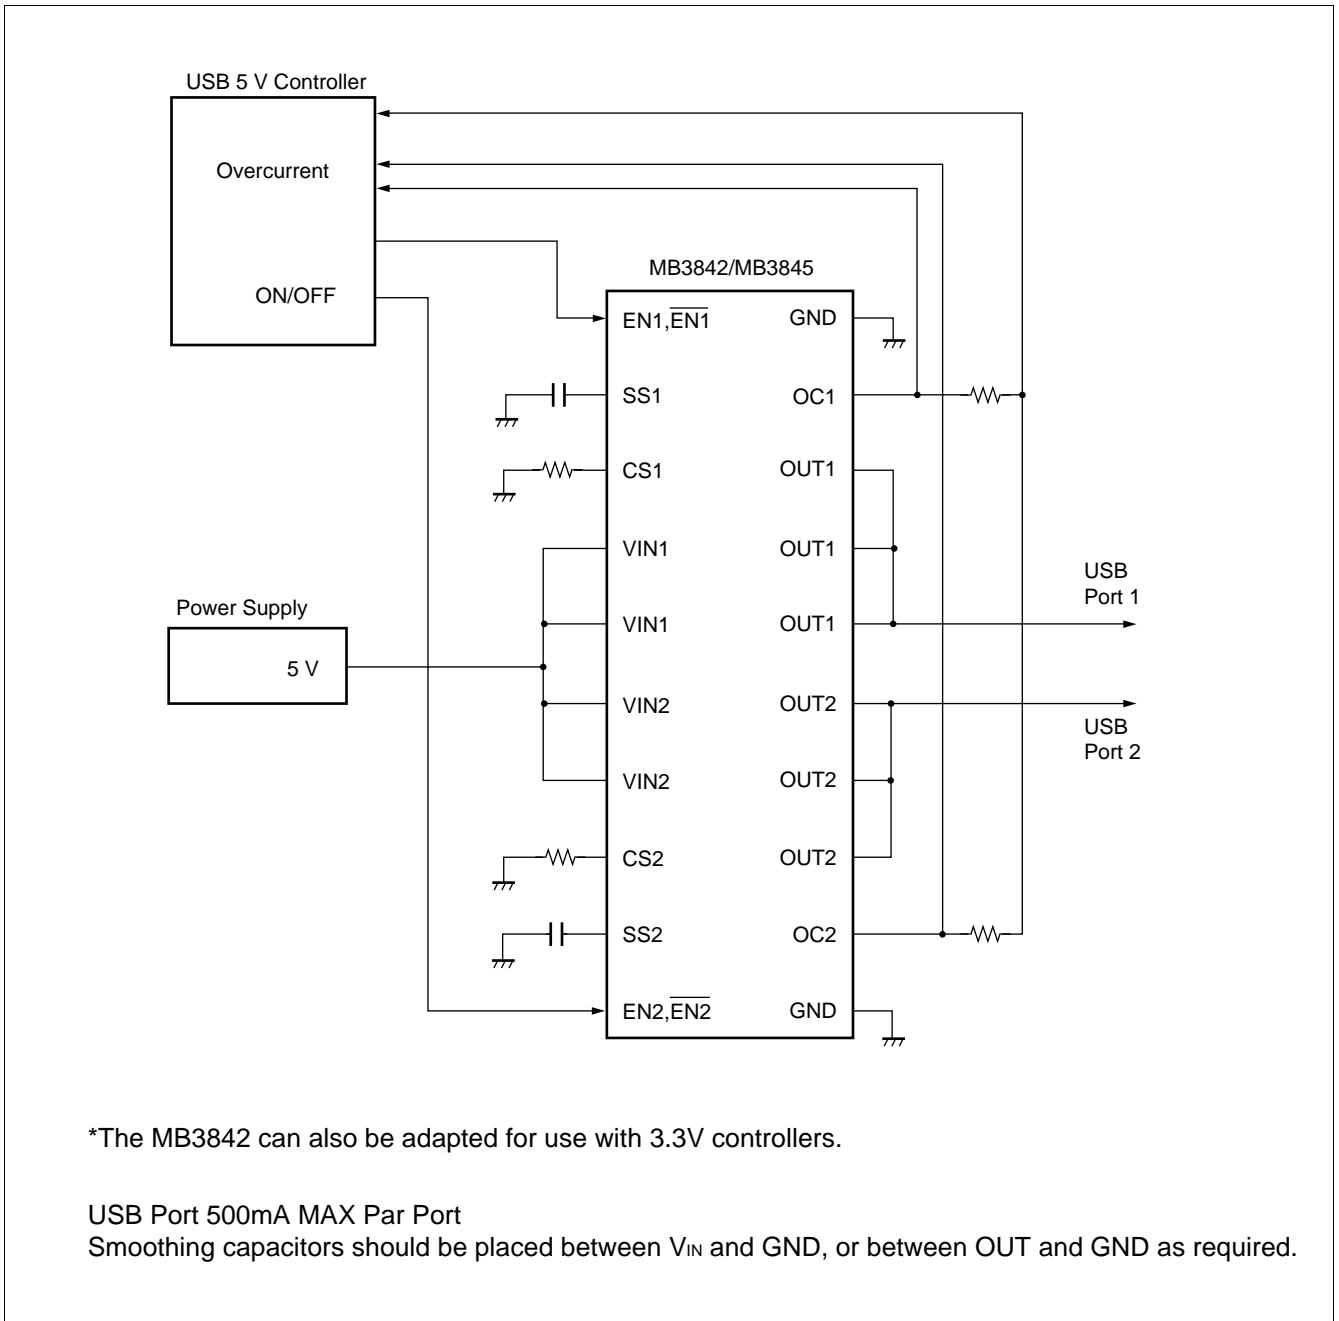 USB 5 V Controller
Overcurrent
ON/OFF
MB3842/MB3845
EN1,E̅N̅1̅
GND
SS1
OC1
CS1
OUT1
VIN1
OUT1
USB
Port 1
Power Supply
VIN1
OUT1
5 V
VIN2
OUT2
USB
Port 2
VIN2
OUT2
CS2
OUT2
SS2
OC2
EN2,E̅N̅2̅
GND
*The MB3842 can also be adapted for use with 3.3V controllers.
USB Port 500mA MAX Par Port
Smoothing capacitors should be placed between VIN and GND, or between OUT and GND as required.